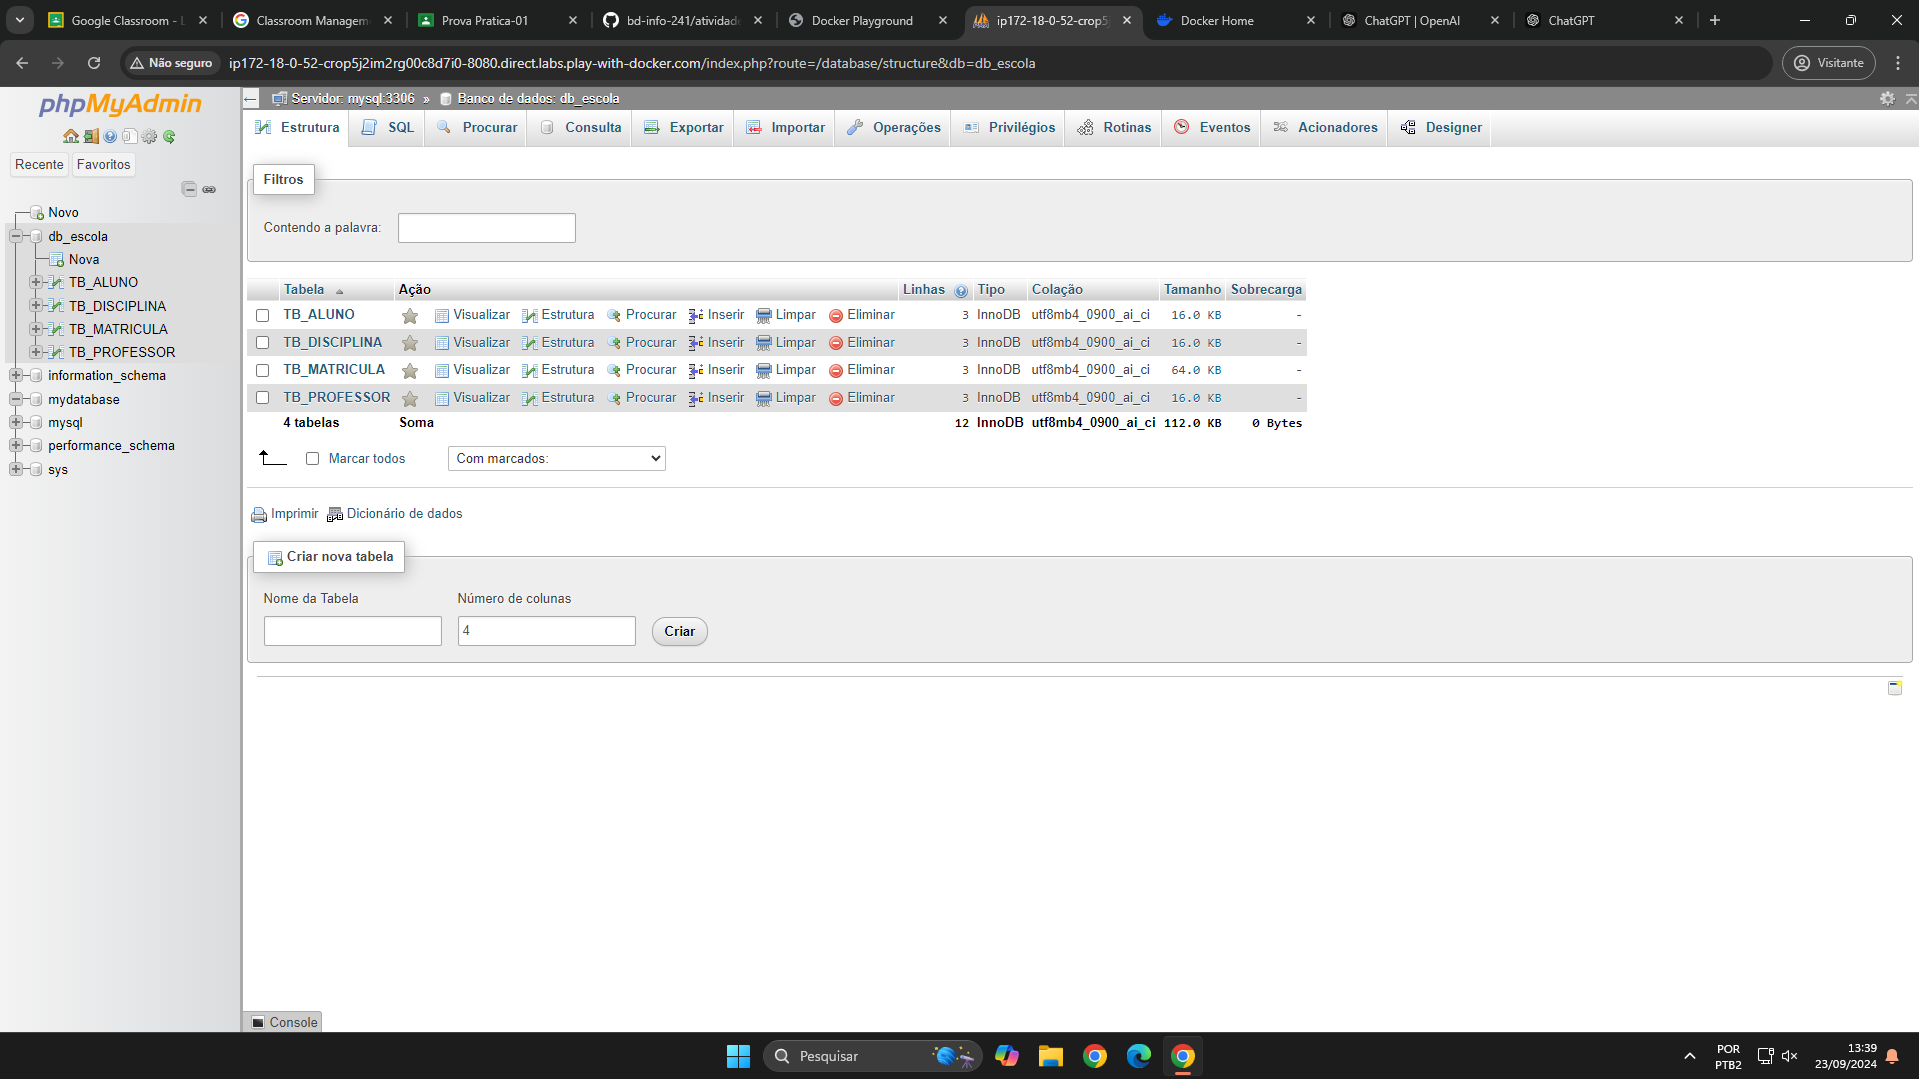 Google Classroom - L
Classroom Managem
Prova Pratica-01
bd-info-241/atividade
Docker Playground
ip172-18-0-52-crop5j
Docker Home
ChatGPT | OpenAI
ChatGPT
Não seguro
ip172-18-0-52-crop5j2im2rg00c8d7i0-8080.direct.labs.play-with-docker.com/index.php?route=/database/structure&db=db_escola
Visitante
phpMyAdmin
Recente Favoritos
Novo
db_escola
Nova
TB_ALUNO
TB_DISCIPLINA
TB_MATRICULA
TB_PROFESSOR
information_schema
mydatabase
mysql
performance_schema
sys
Servidor: mysql:3306 » Banco de dados: db_escola
Estrutura SQL Procurar Consulta Exportar Importar Operações Privilégios Rotinas Eventos Acionadores Designer
Filtros
Contendo a palavra:
Tabela Ação Linhas Tipo Colação Tamanho Sobrecarga
TB_ALUNO Visualizar Estrutura Procurar Inserir Limpar Eliminar 3 InnoDB utf8mb4_0900_ai_ci 16.0 KB -
TB_DISCIPLINA Visualizar Estrutura Procurar Inserir Limpar Eliminar 3 InnoDB utf8mb4_0900_ai_ci 16.0 KB -
TB_MATRICULA Visualizar Estrutura Procurar Inserir Limpar Eliminar 3 InnoDB utf8mb4_0900_ai_ci 64.0 KB -
TB_PROFESSOR Visualizar Estrutura Procurar Inserir Limpar Eliminar 3 InnoDB utf8mb4_0900_ai_ci 16.0 KB -
4 tabelas Soma 12 InnoDB utf8mb4_0900_ai_ci 112.0 KB 0 Bytes
Marcar todos Com marcados:
Imprimir Dicionário de dados
Criar nova tabela
Nome da Tabela Número de colunas
4 Criar
Console
Pesquisar
POR
PTB2
13:39
23/09/2024